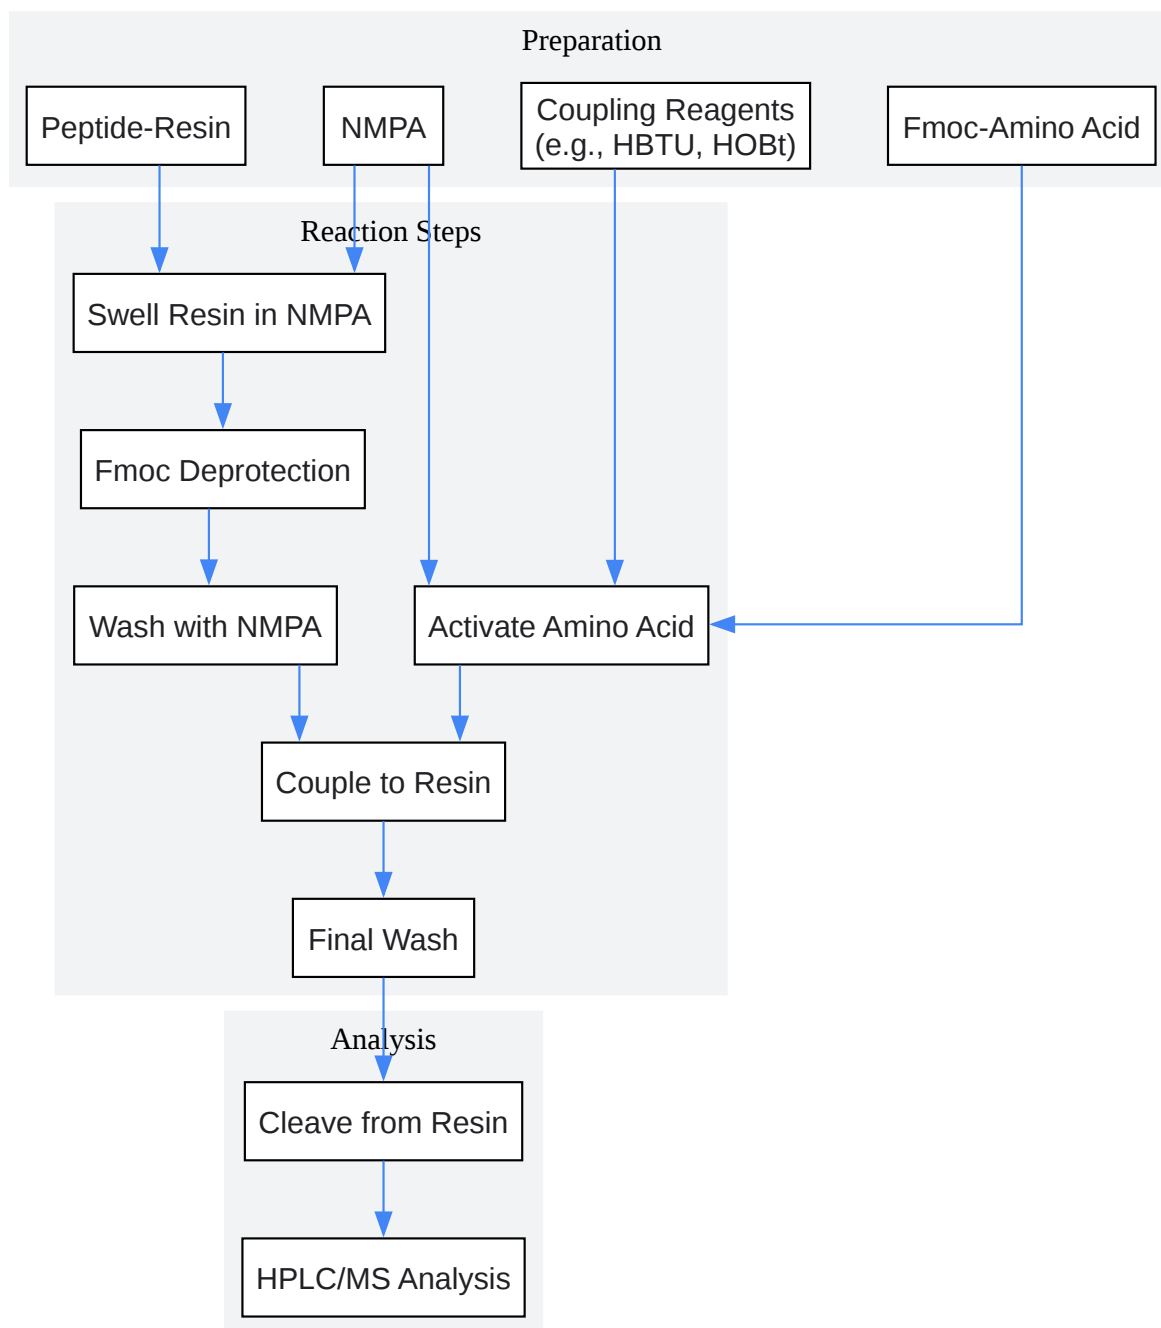 Preparation
Peptide-Resin
NMPA
Coupling Reagents
(e.g., HBTU, HOBt)
Fmoc-Amino Acid
Reaction Steps
Swell Resin in NMPA
Fmoc Deprotection
Wash with NMPA
Activate Amino Acid
Couple to Resin
Final Wash
Analysis
Cleave from Resin
HPLC/MS Analysis